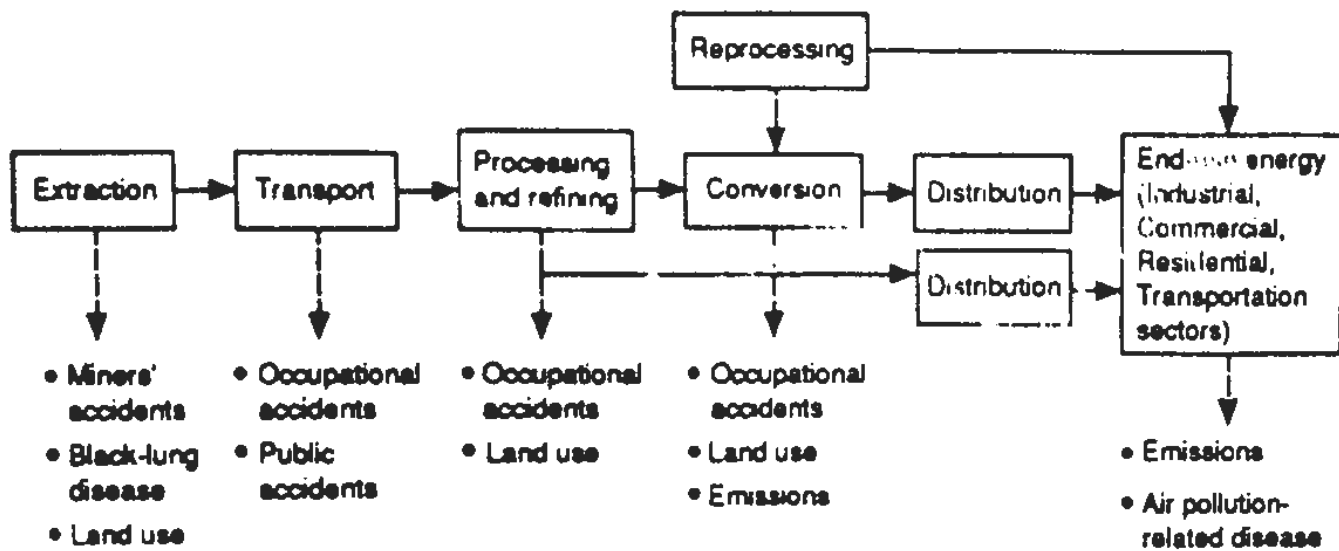 Reprocessing
Extraction
Transport
Processing
and refining
Conversion
Distribution
Distribution
End energy
(Industrial,
Commercial,
Residential,
Transportation
sectors)
• Miners'
accidents
• Black-lung
disease
• Land use
• Occupational
accidents
• Public
accidents
• Occupational
accidents
• Land use
• Occupational
accidents
• Land use
• Emissions
• Emissions
• Air pollution-
related disease